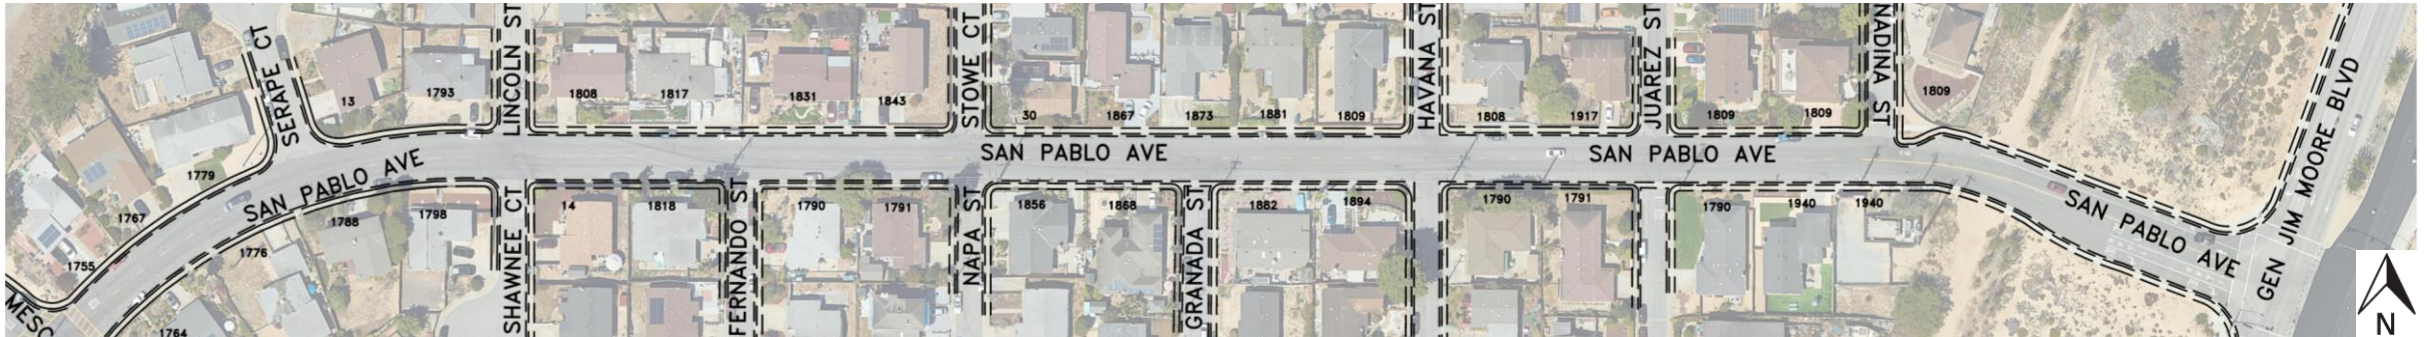 SERAPE CT
LINCOLN ST
STOWE CT
HAVANA ST
JUAREZ ST
NADINA ST
13
1793
1808
1817
1831
1843
30
1867
1873
1881
1809
1808
1917
1809
1809
1809
SAN PABLO AVE
SAN PABLO AVE
SAN PABLO AVE
SAN PABLO AVE
GEN JIM MOORE BLVD
1779
1767
1755
MESC
1776
1788
1798
1764
SHAWNEE CT
14
1818
FERNANDO ST
1790
1791
NAPA ST
1856
1868
GRANADA ST
1882
1894
1790
1791
1790
1940
1940
N